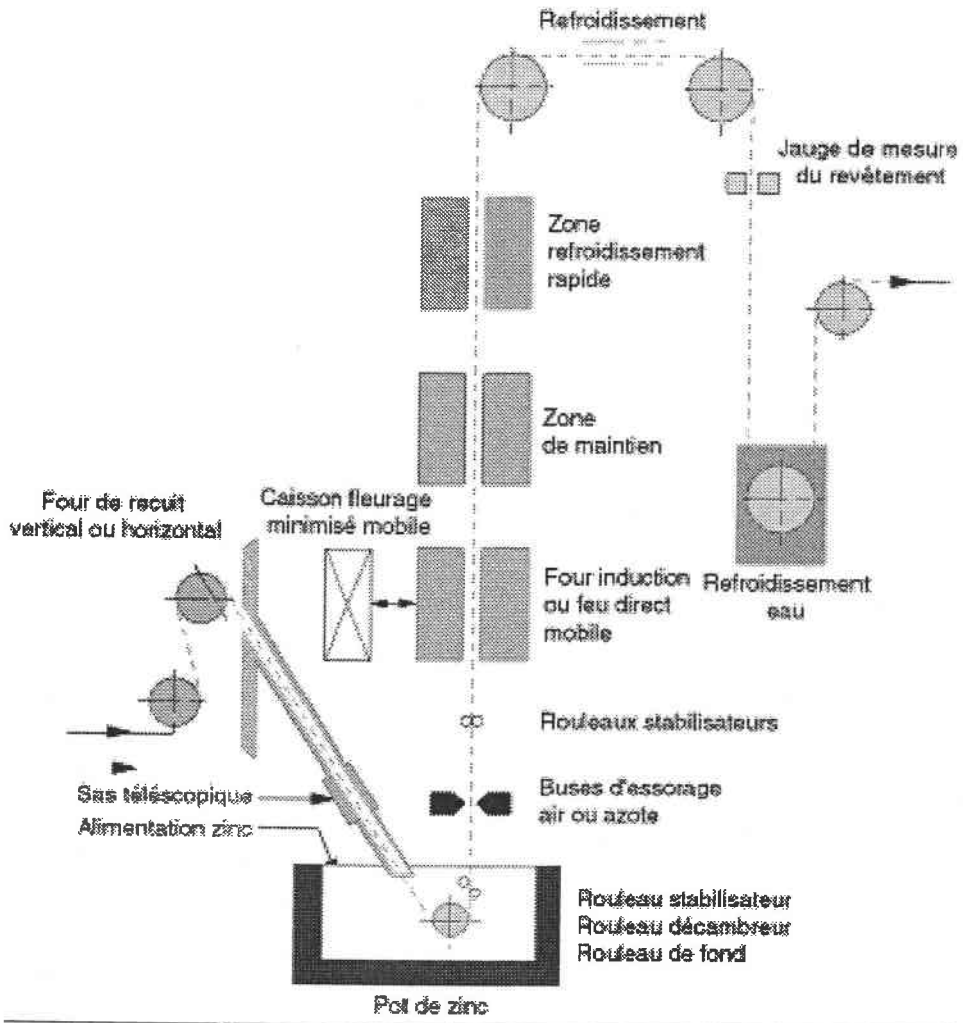 Refroidissement
Jauge de mesure
du revêtement
Zone
refroidissement
rapide
Zone
de maintien
Four de recuit
vertical ou horizontal
Caisson fleurage
minimisé mobile
Four induction
ou feu direct
mobile
Refroidissement
eau
Rouleaux stabilisateurs
Sas téléscopique
Buses d'essorage
air ou azote
Alimentation zinc
Rouleau stabilisateur
Rouleau décambreur
Rouleau de fond
Pot de zinc